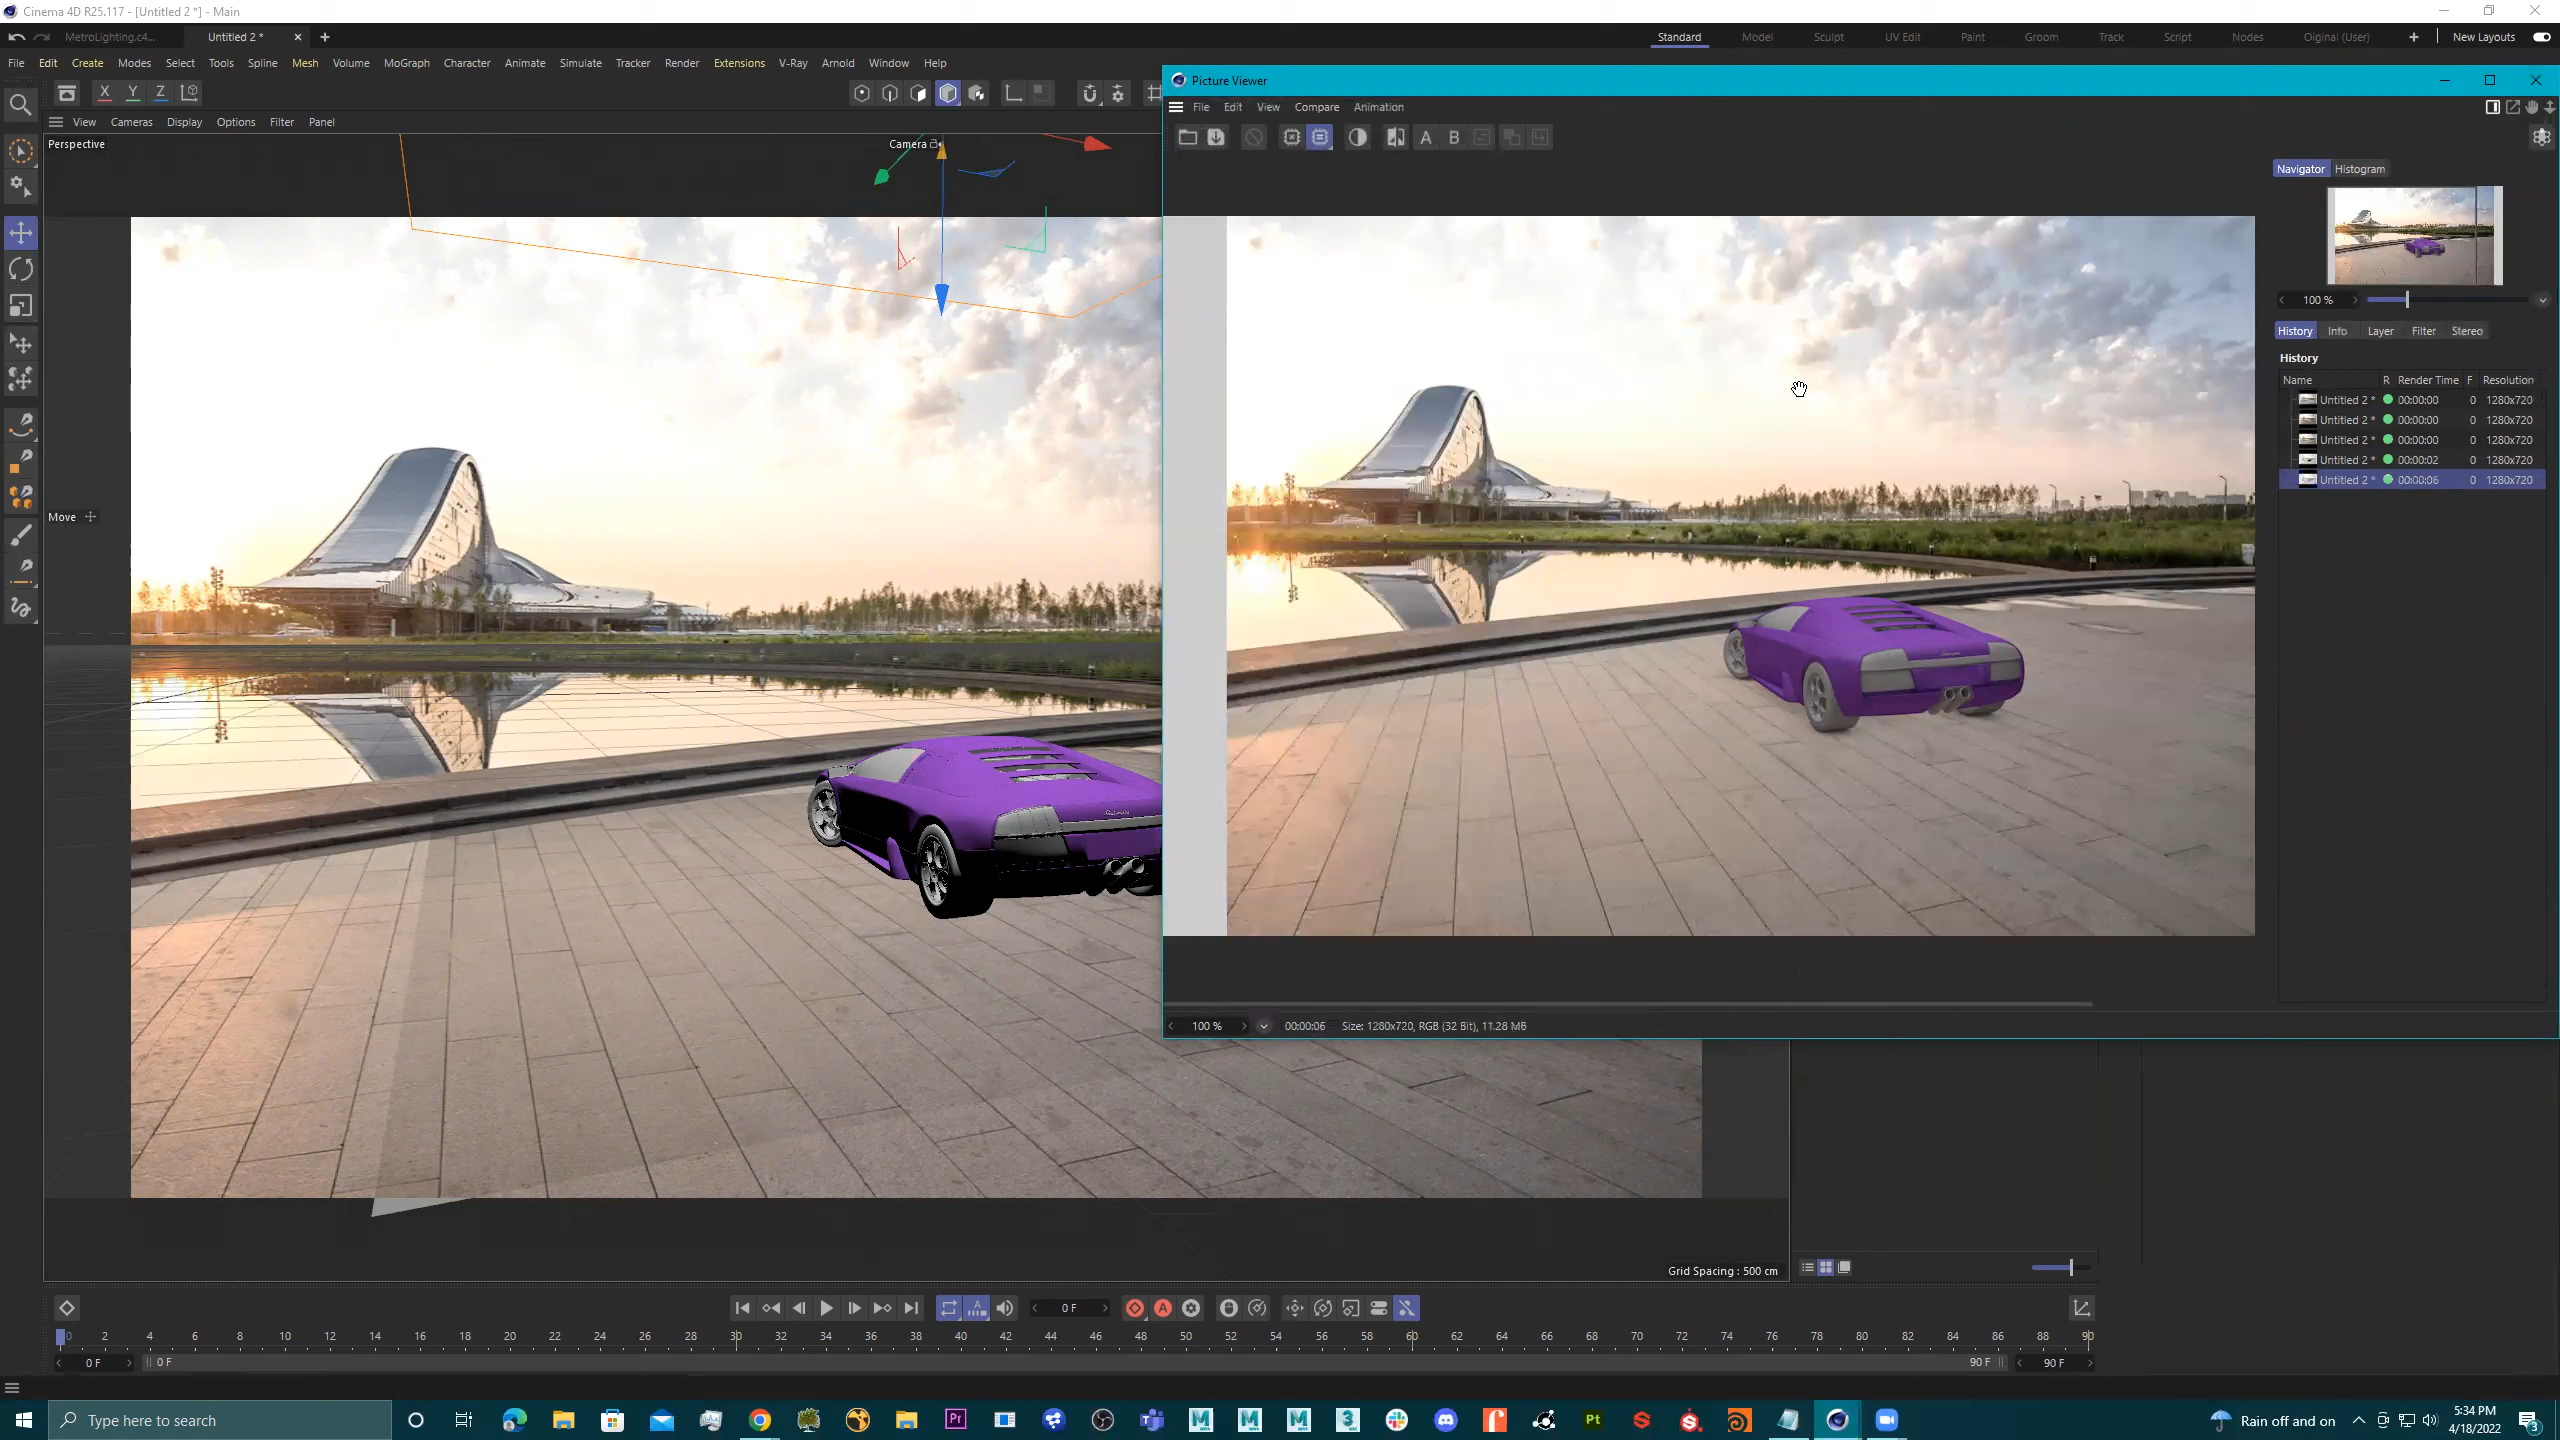 Cinema 4D R25.117 - [Untitled 2 *] - Main
MetroLighting.c4... Untitled 2 * × +
Standard Model Sculpt UV Edit Paint Groom Track Script Nodes Oiginal (User) + New Layouts
File Edit Create Modes Select Tools Spline Mesh Volume MoGraph Character Animate Simulate Tracker Render Extensions V-Ray Arnold Window Help
X Y Z
View Cameras Display Options Filter Panel
Perspective
Camera
Move
Grid Spacing : 500 cm
Picture Viewer
File Edit View Compare Animation
A B
Navigator Histogram
100 %
History Info Layer Filter Stereo
History
Name R Render Time F Resolution
Untitled 2 * 00:00:00 0 1280x720
Untitled 2 * 00:00:00 0 1280x720
Untitled 2 * 00:00:00 0 1280x720
Untitled 2 * 00:00:02 0 1280x720
Untitled 2 * 00:00:06 0 1280x720
100 % 00:00:06 Size: 1280x720, RGB (32 Bit), 11.28 MB
0 F
0 2 4 6 8 10 12 14 16 18 20 22 24 26 28 30 32 34 36 38 40 42 44 46 48 50 52 54 56 58 60 62 64 66 68 70 72 74 76 78 80 82 84 86 88 90
0 F 0 F 90 F 90 F
Type here to search
Rain off and on
5:34 PM
4/18/2022
3